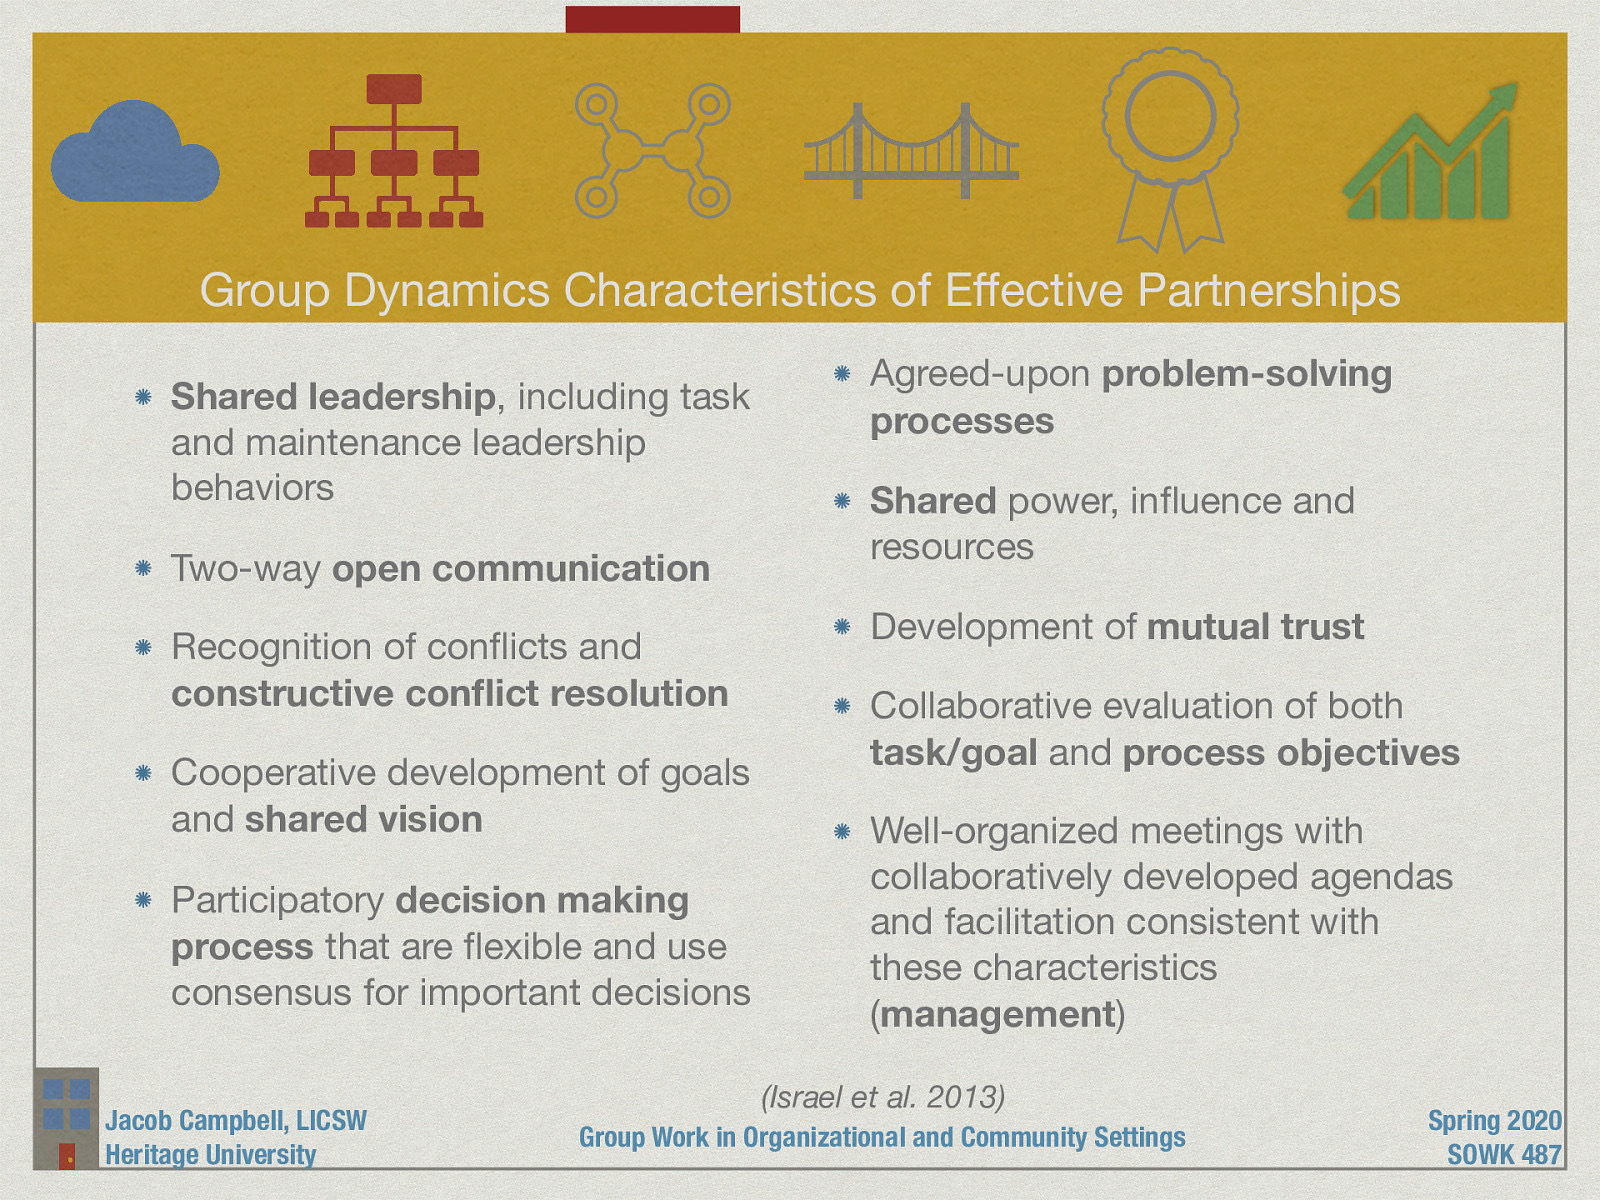 Group Dynamics Characteristics of Effective Partnerships
Shared leadership, including task
and maintenance leadership
behaviors
Two-way open communication
Recognition of conflicts and
constructive conflict resolution
Cooperative development of goals
and shared vision
Participatory decision making
process that are flexible and use
consensus for important decisions
Agreed-upon problem-solving
processes
Shared power, influence and
resources
Development of mutual trust
Collaborative evaluation of both
task/goal and process objectives
Well-organized meetings with
collaboratively developed agendas
and facilitation consistent with
these characteristics
(management)
(Israel et al. 2013)
Jacob Campbell, LICSW
Heritage University
Group Work in Organizational and Community Settings
Spring 2020
SOWK 487